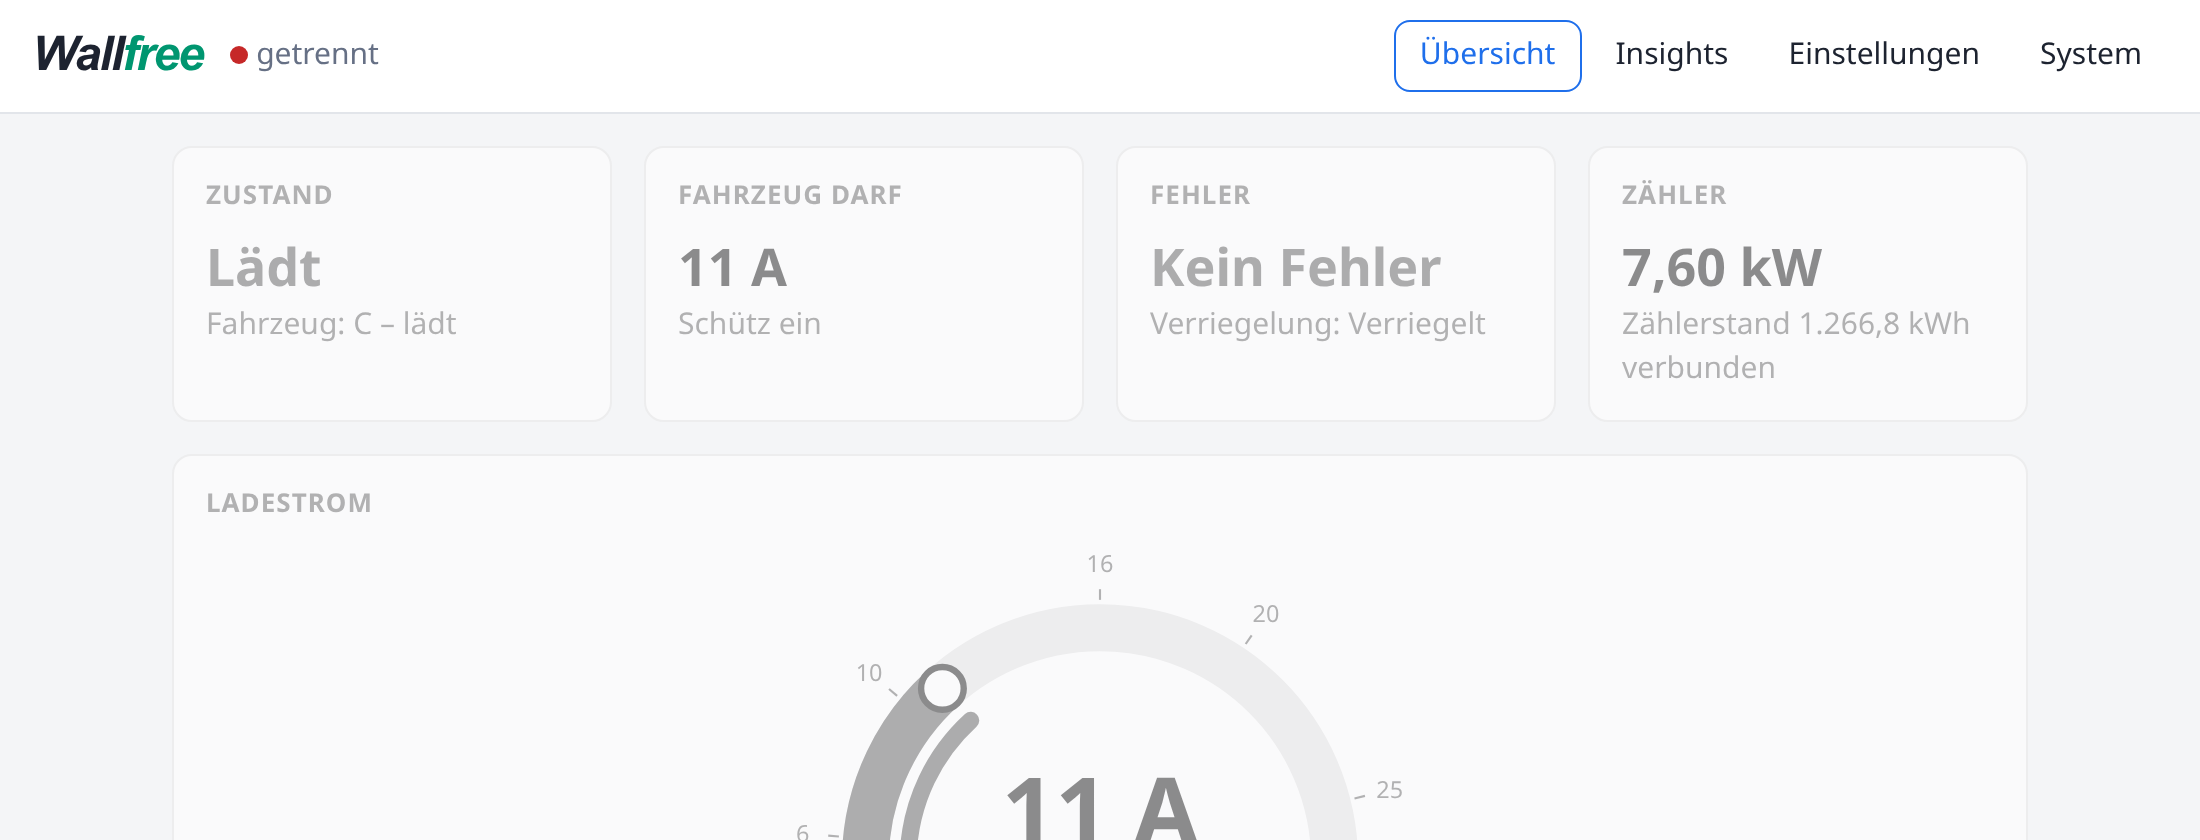 Wallfree getrennt Übersicht Insights Einstellungen System
ZUSTAND
Lädt
Fahrzeug: C – lädt
FAHRZEUG DARF
11 A
Schütz ein
FEHLER
Kein Fehler
Verriegelung: Verriegelt
ZÄHLER
7,60 kW
Zählerstand 1.266,8 kWh
verbunden
LADESTROM
16
20
10
25
6
11 A